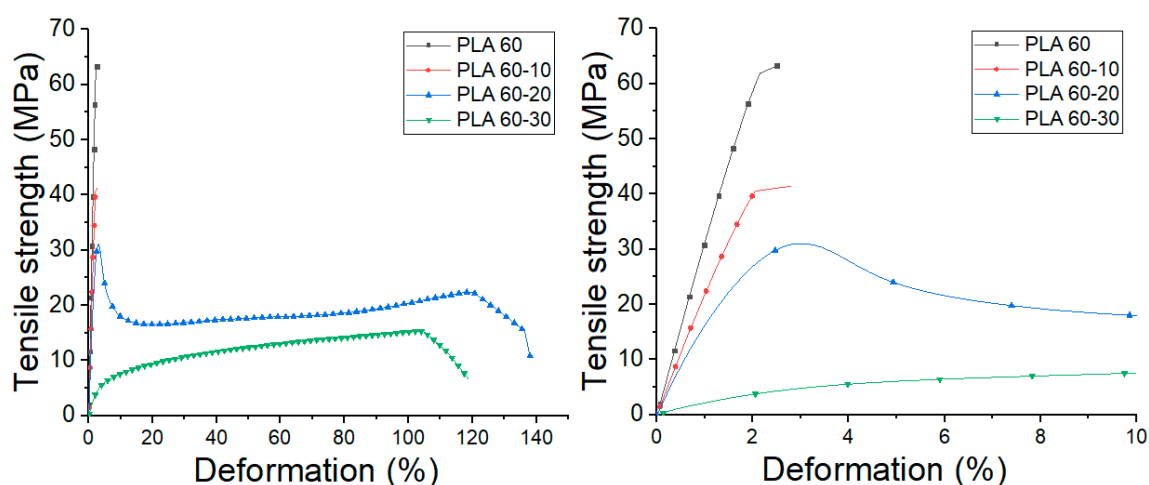 70
60
50
40
30
20
10
0
Tensile strength (MPa)
PLA 60
PLA 60-10
PLA 60-20
PLA 60-30
0 20 40 60 80 100 120 140
Deformation (%)
70
60
50
40
30
20
10
0
Tensile strength (MPa)
PLA 60
PLA 60-10
PLA 60-20
PLA 60-30
0 2 4 6 8 10
Deformation (%)